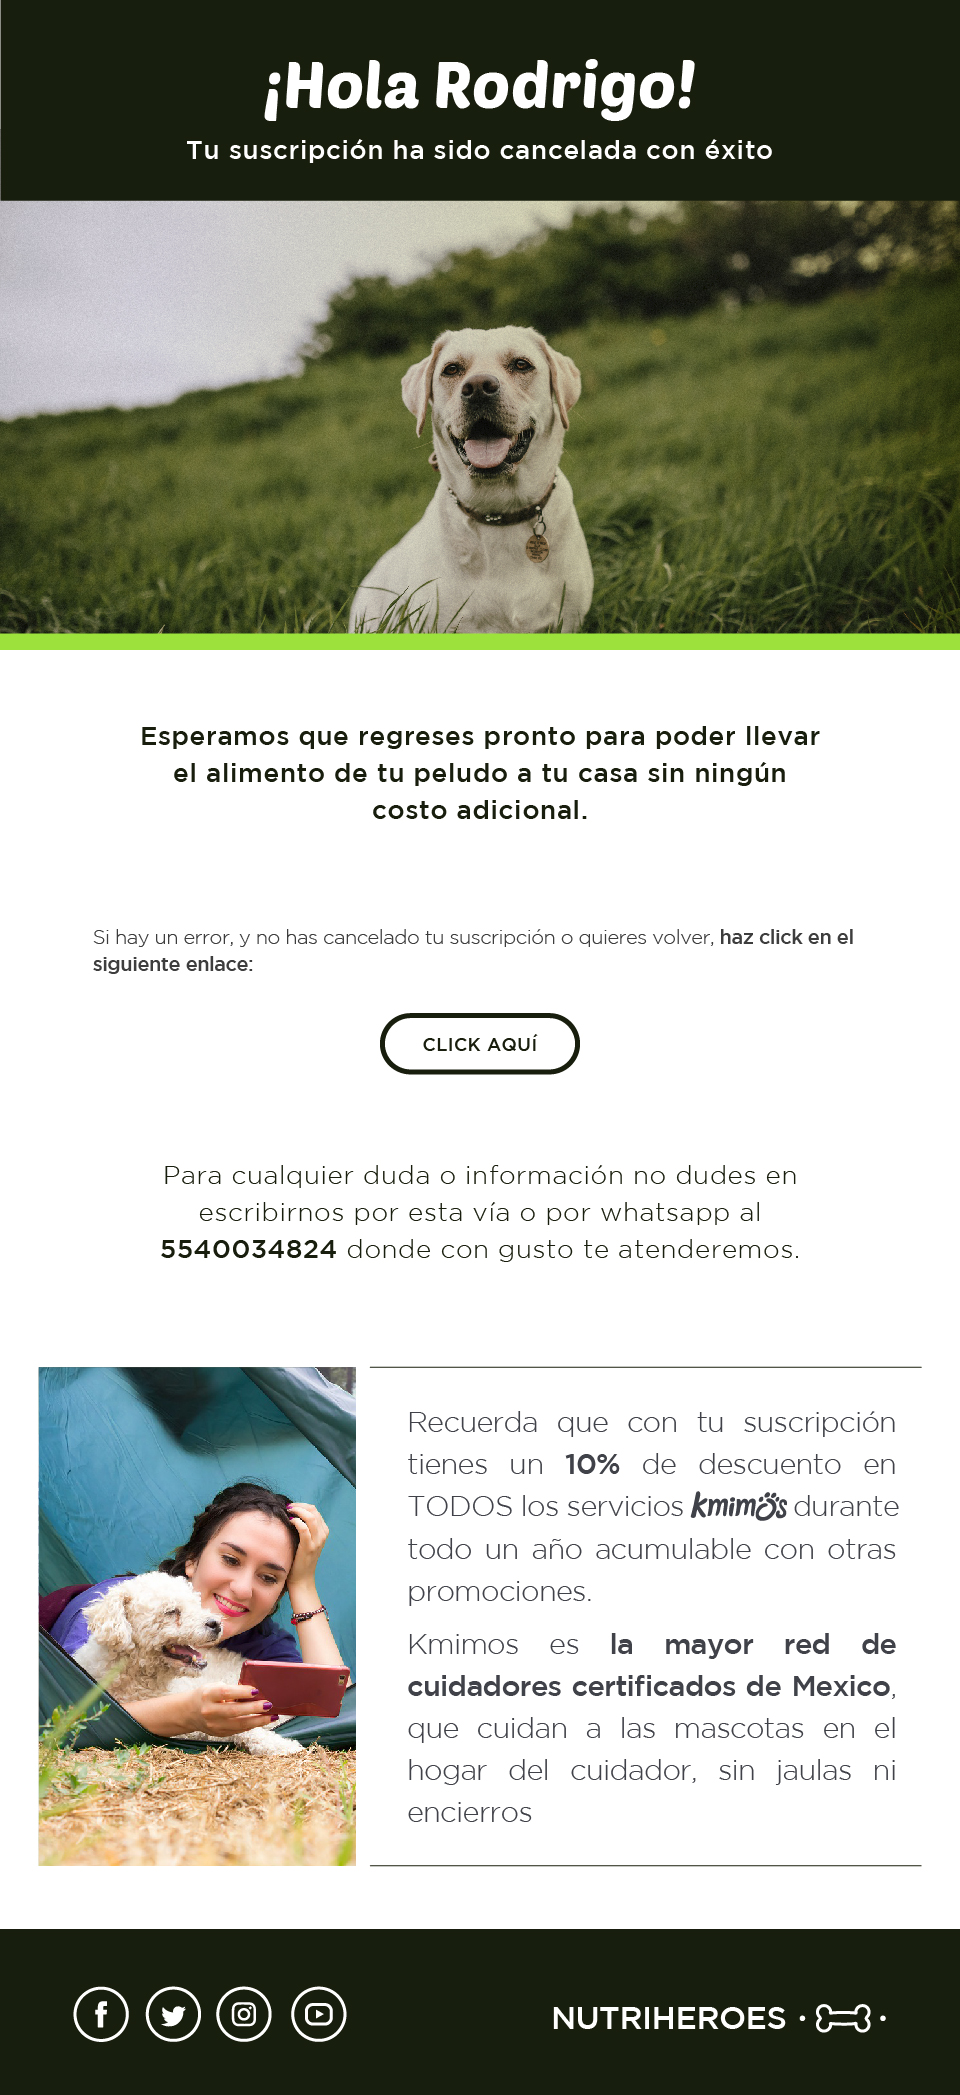 ¡Hola Rodrigo!
Tu suscripción ha sido cancelada con éxito
Esperamos que regreses pronto para poder llevar
el alimento de tu peludo a tu casa sin ningún
costo adicional.
Si hay un error, y no has cancelado tu suscripción o quieres volver, haz click en el
siguiente enlace:
CLICK AQUÍ
Para cualquier duda o información no dudes en
escribirnos por esta vía o por whatsapp al
5540034824 donde con gusto te atenderemos.
Recuerda que con tu suscripción
tienes un 10% de descuento en
TODOS los servicios kmimos durante
todo un año acumulable con otras
promociones.
Kmimos es la mayor red de
cuidadores certificados de Mexico,
que cuidan a las mascotas en el
hogar del cuidador, sin jaulas ni
encierros
NUTRIHEROES